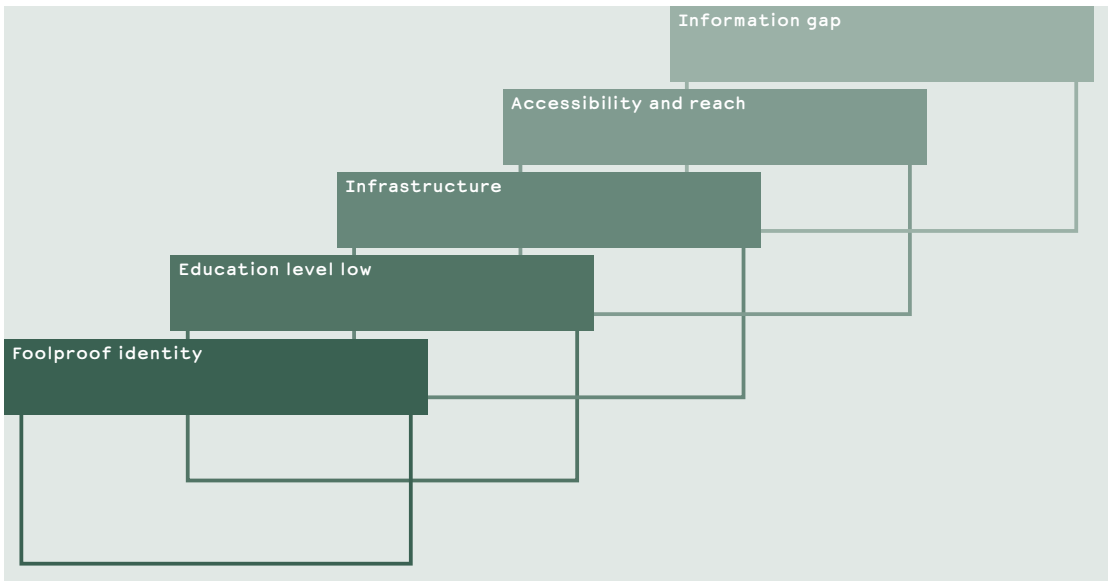 Information gap
Accessibility and reach
Infrastructure
Education level low
Foolproof identity